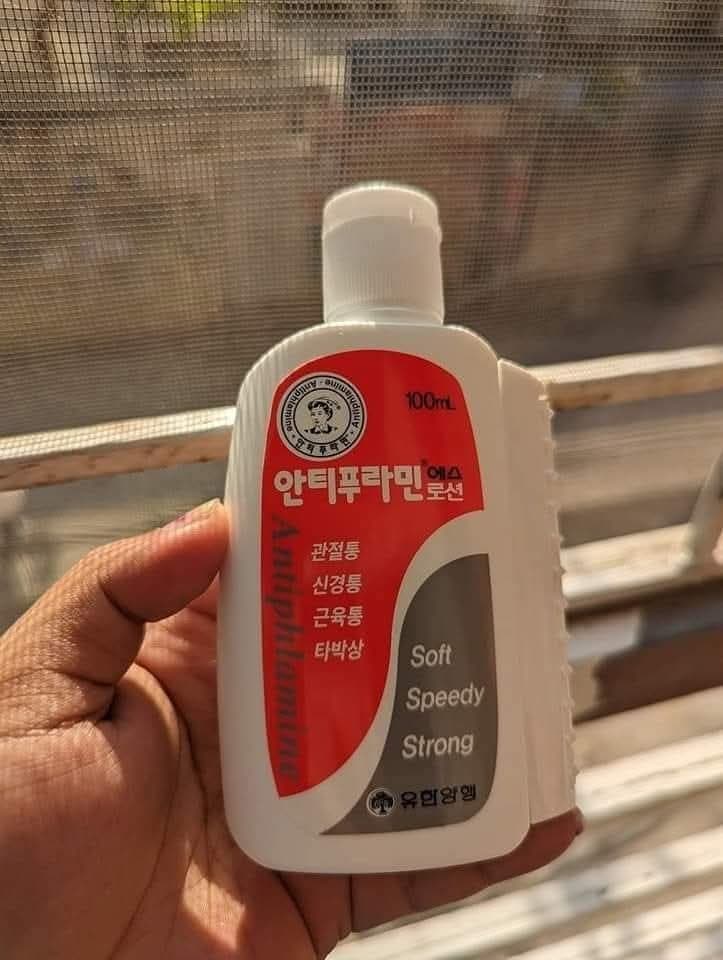 Antiphlamine · Antiphlamine
안티푸라민
100mL
안티푸라민® 에스
로션
Antiphlamine
관절통
신경통
근육통
타박상
Soft
Speedy
Strong
유한양행